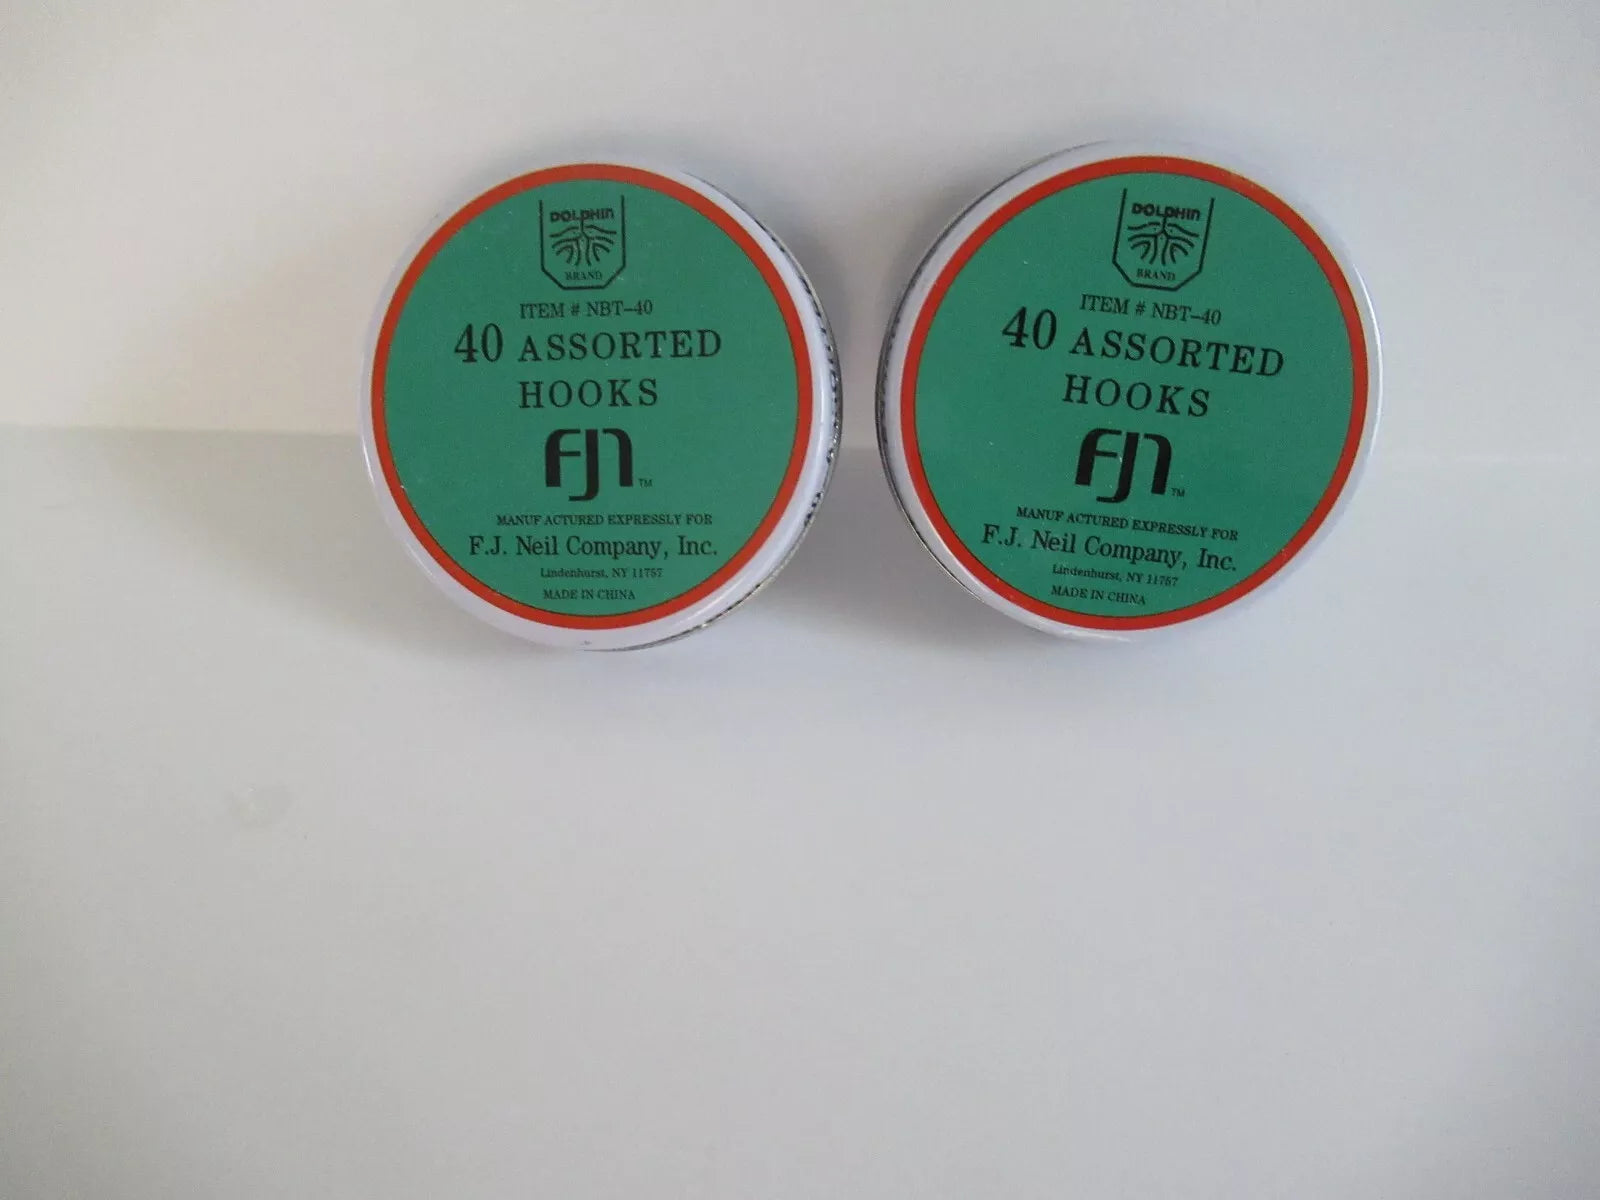 DOLPHIN
BRAND
ITEM # NBT-40
40 ASSORTED
HOOKS
FJN TM
MANUF ACTURED EXPRESSLY FOR
F.J. Neil Company, Inc.
Lindenhurst, NY 11757
MADE IN CHINA
DOLPHIN
BRAND
ITEM # NBT-40
40 ASSORTED
HOOKS
FJN TM
MANUF ACTURED EXPRESSLY FOR
F.J. Neil Company, Inc.
Lindenhurst, NY 11757
MADE IN CHINA